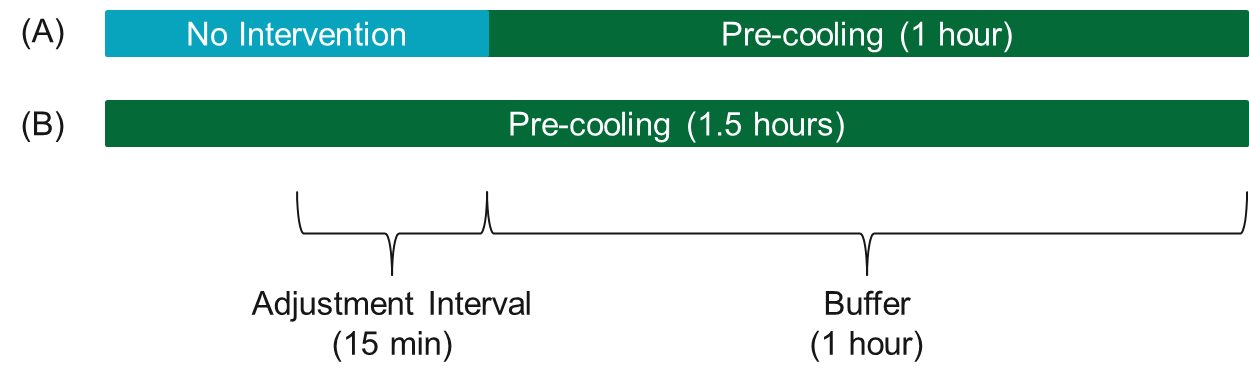 (A) No Intervention Pre-cooling (1 hour)
(B) Pre-cooling (1.5 hours)
Adjustment Interval
(15 min)
Buffer
(1 hour)